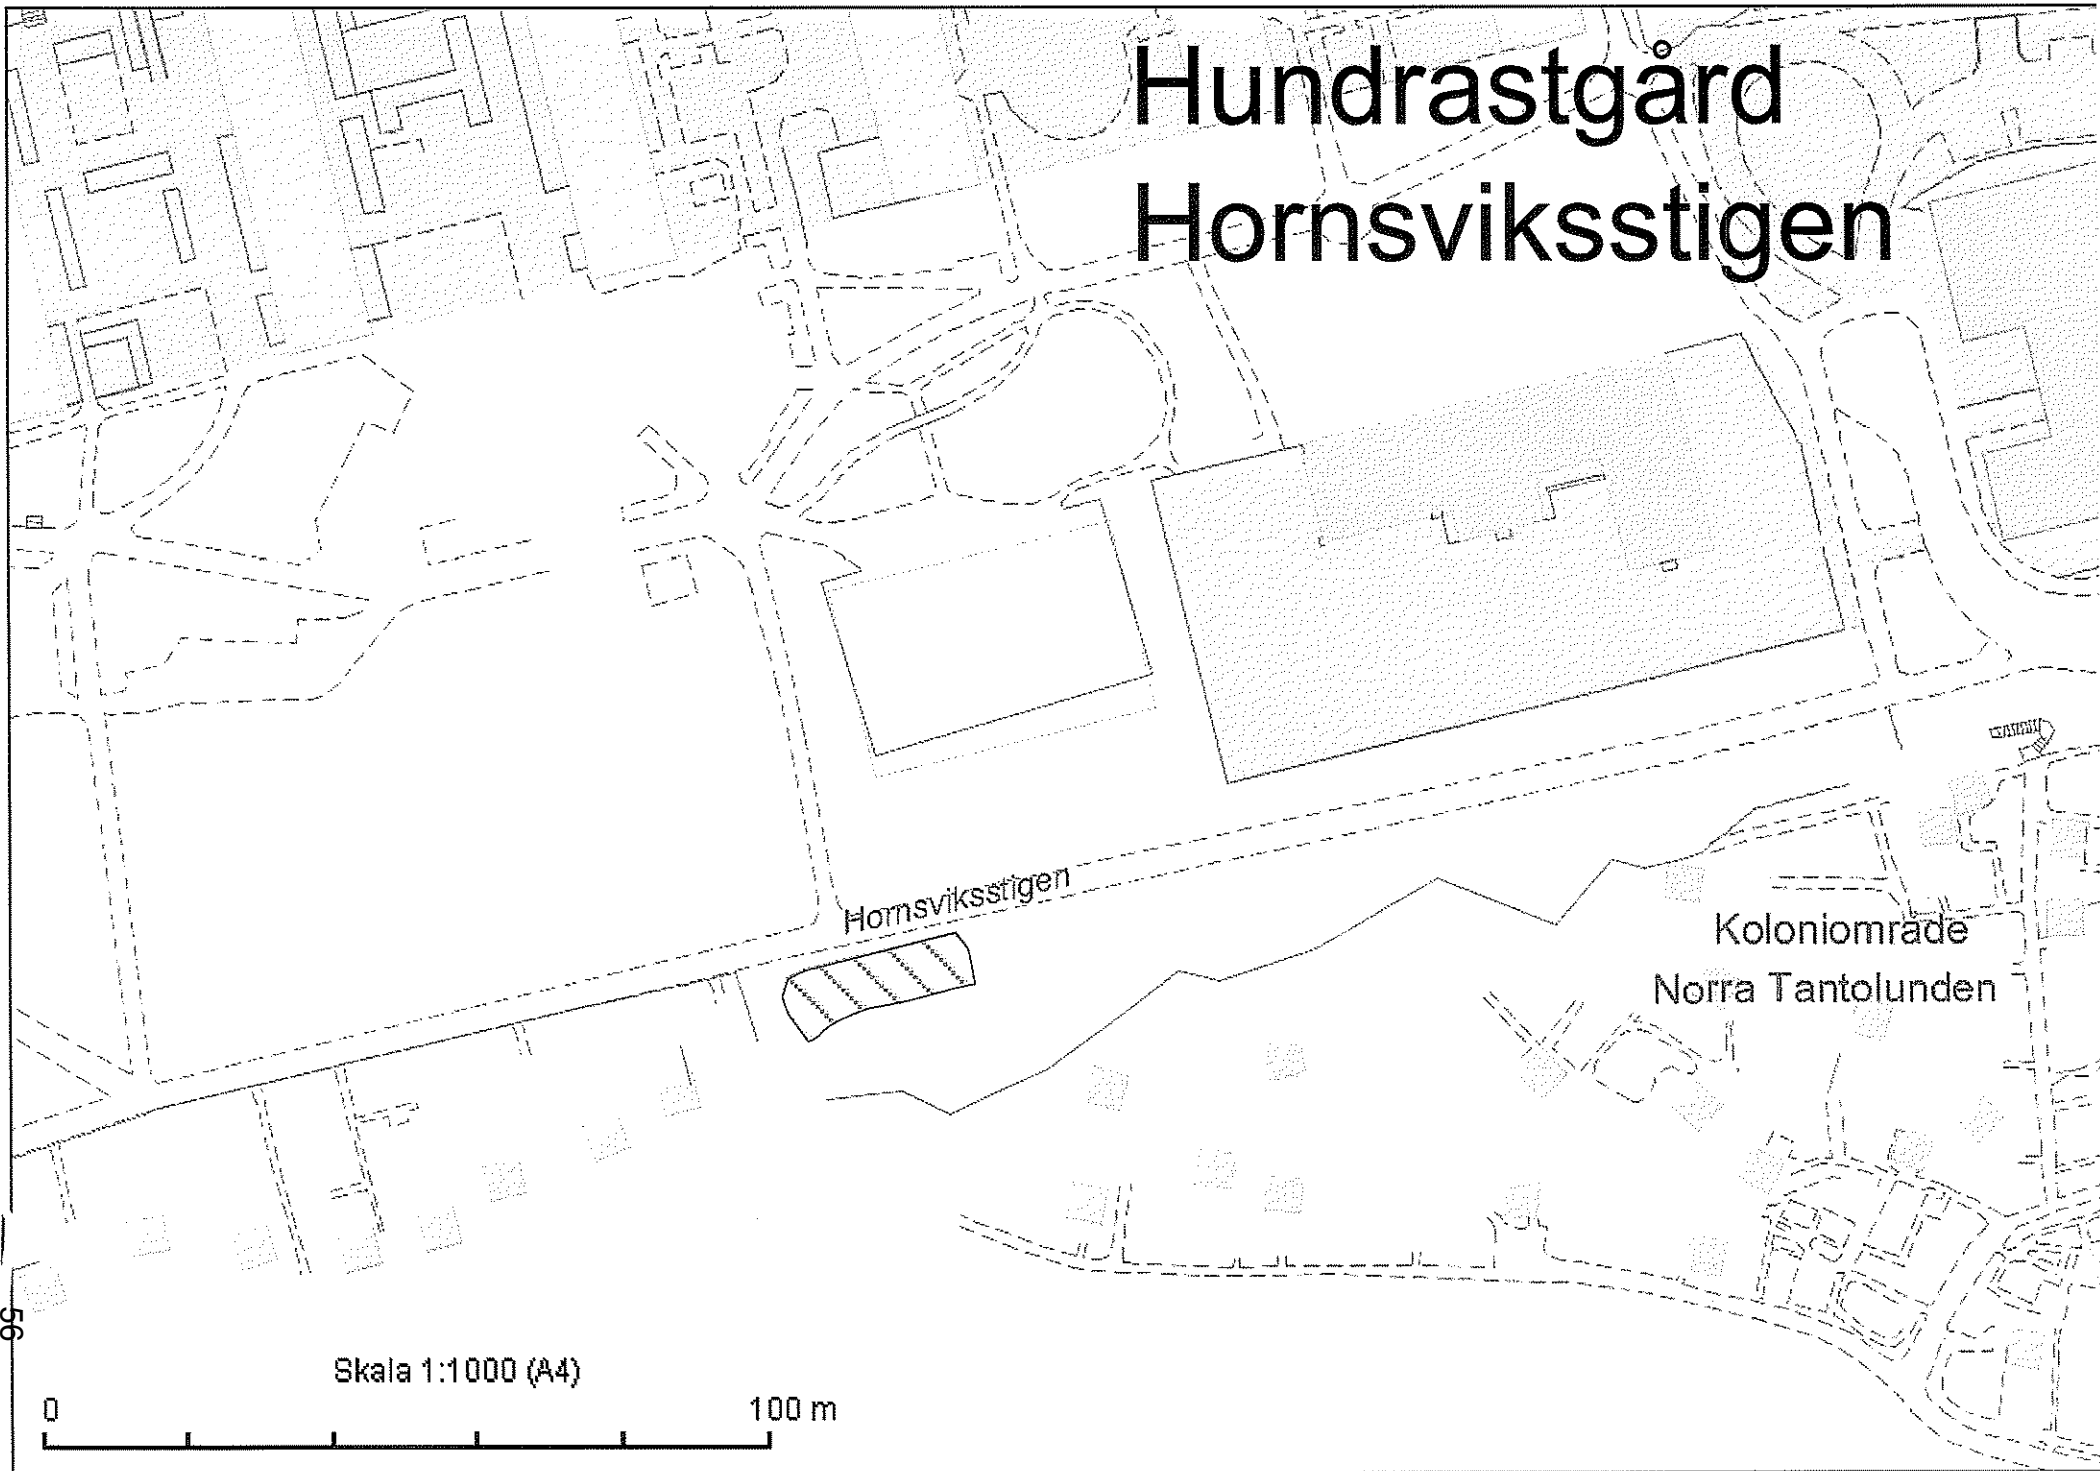 Hundrastgård
Hornsviksstigen
Hornsviksstigen
Koloniområde
Norra Tantolunden
56
Skala 1:1000 (A4)
0
100 m